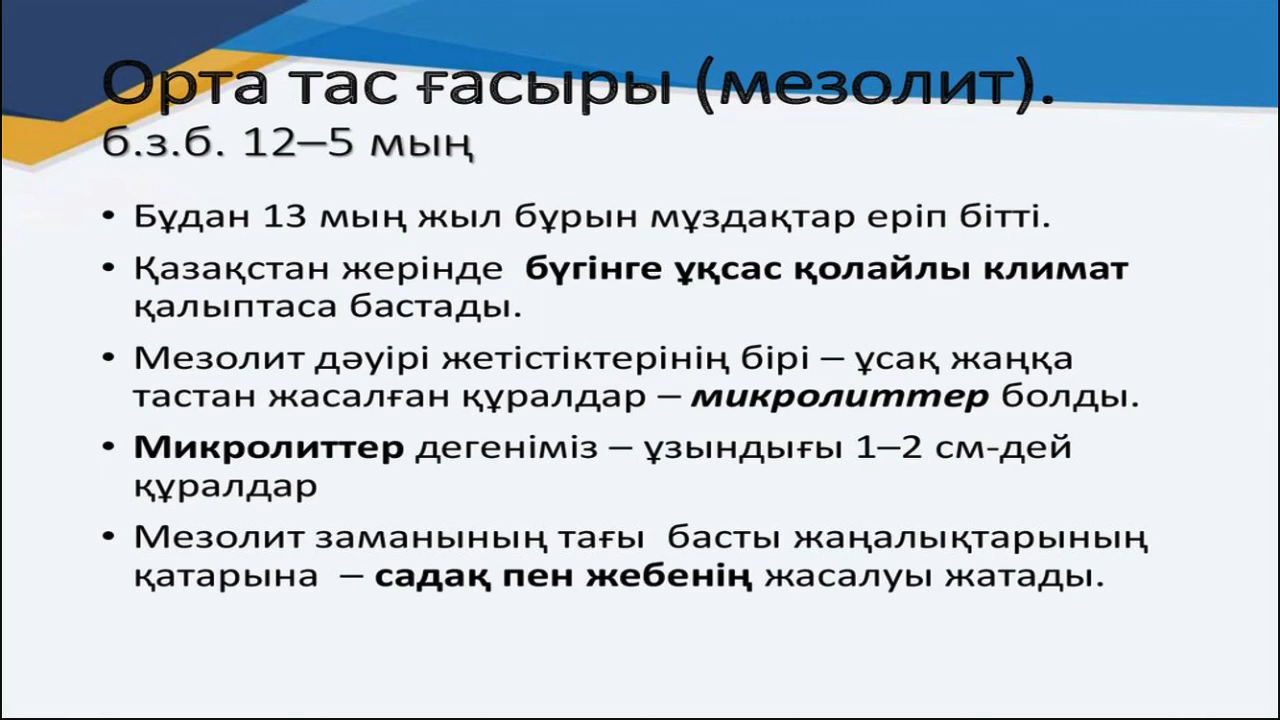 Орта тас ғасыры (мезолит).
б.з.б. 12–5 мың
• Бұдан 13 мың жыл бұрын мұздақтар еріп бітті.
• Қазақстан жерінде бүгінге ұқсас қолайлы климат
қалыптаса бастады.
• Мезолит дәуірі жетістіктерінің бірі – ұсақ жаңқа
тастан жасалған құралдар – микролиттер болды.
• Микролиттер дегеніміз – ұзындығы 1–2 см-дей
құралдар
• Мезолит заманының тағы басты жаңалықтарының
қатарына – садақ пен жебенің жасалуы жатады.